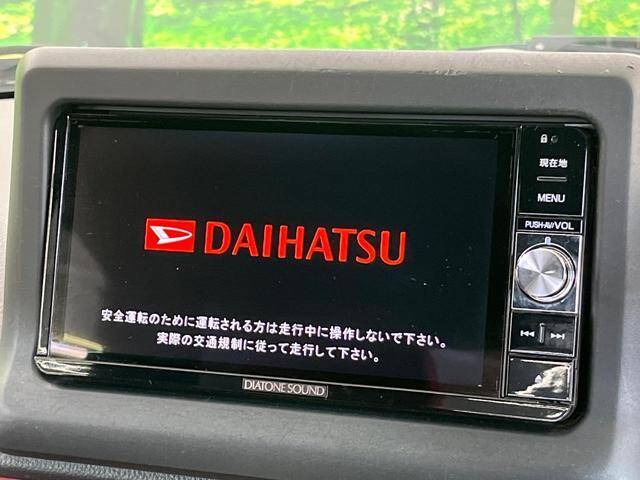 現在地
MENU
PUSH-AV/VOL
DAIHATSU
安全運転のために運転される方は走行中に操作しないで下さい。
実際の交通規制に従って走行して下さい。
DIATONE SOUND